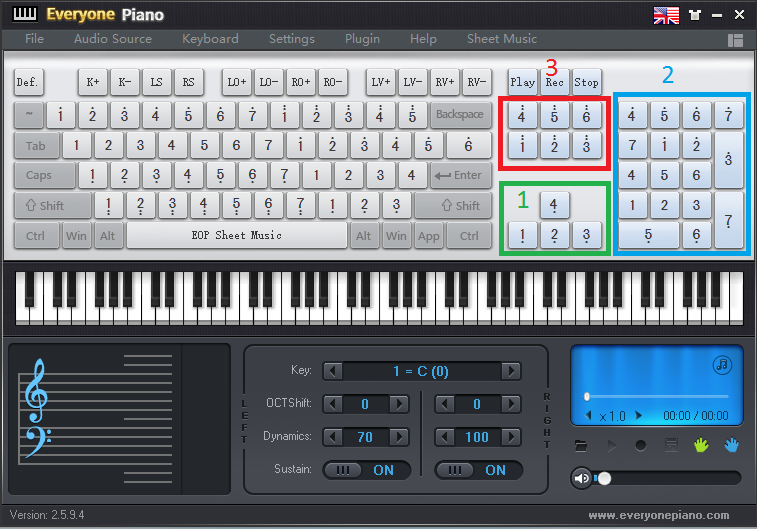 Everyone Piano
File Audio Source Keyboard Settings Plugin Help Sheet Music
3 2
Def. K+ K- LS RS LO+ LO- RO+ RO- LV+ LV- RV+ RV- Play Rec Stop
~ 1 2 3 4 5 6 7 1 2 3 4 5 Backspace 4 5 6 4 5 6 7
Tab 1 2 3 4 5 6 7 1 2 3 4 5 6 1 2 3 7 1 2 3
Caps 1 2 3 4 5 6 7 1 2 3 4 Enter 4 5 6
Shift 1 2 3 4 5 6 7 1 2 3 Shift 1 4 1 2 3 7
Ctrl Win Alt EOP Sheet Music Alt Win App Ctrl 1 2 3 5 6
Key: 1 = C (0)
LEFT
OCTShift: 0 0
Dynamics: 70 100
Sustain: ON ON
RIGHT
x 1.0 00:00 / 00:00
Version: 2.5.9.4 www.everyonepiano.com